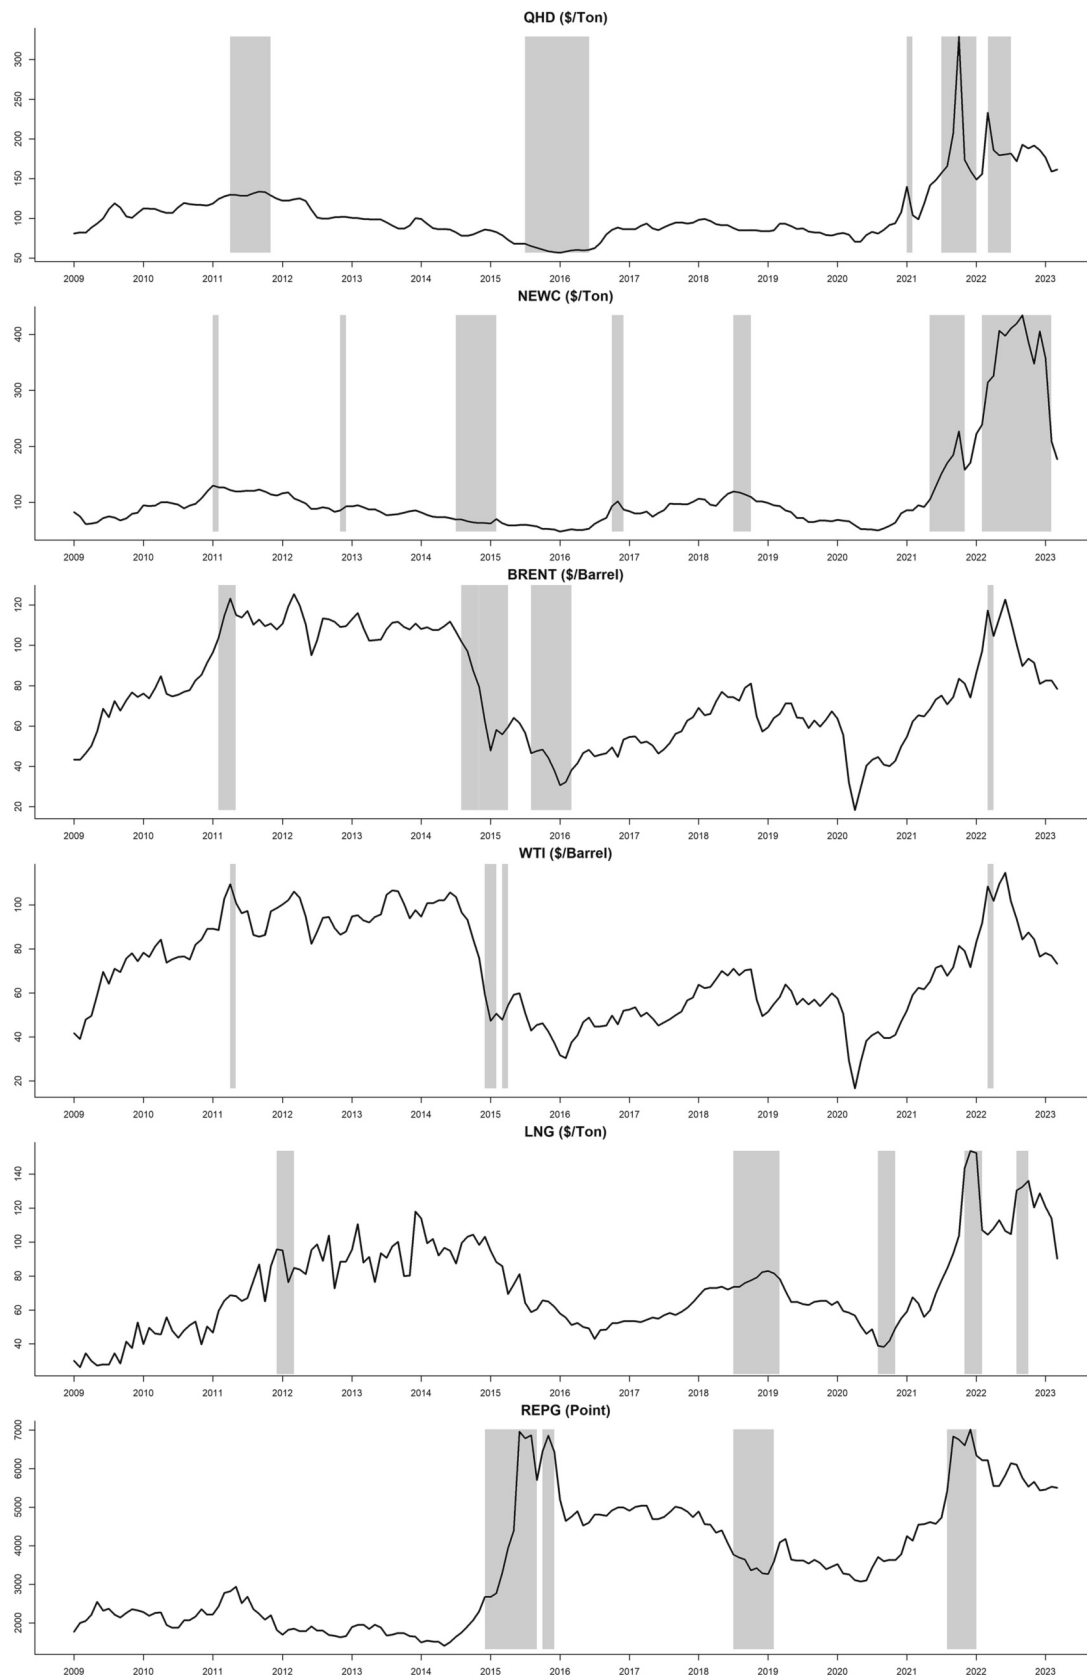 QHD ($/Ton)
300
250
200
150
100
50
2009 2010 2011 2012 2013 2014 2015 2016 2017 2018 2019 2020 2021 2022 2023
NEWC ($/Ton)
400
300
200
100
2009 2010 2011 2012 2013 2014 2015 2016 2017 2018 2019 2020 2021 2022 2023
BRENT ($/Barrel)
120
100
80
60
40
20
2009 2010 2011 2012 2013 2014 2015 2016 2017 2018 2019 2020 2021 2022 2023
WTI ($/Barrel)
100
80
60
40
20
2009 2010 2011 2012 2013 2014 2015 2016 2017 2018 2019 2020 2021 2022 2023
LNG ($/Ton)
140
120
100
80
60
40
2009 2010 2011 2012 2013 2014 2015 2016 2017 2018 2019 2020 2021 2022 2023
REPG (Point)
7000
6000
5000
4000
3000
2000
2009 2010 2011 2012 2013 2014 2015 2016 2017 2018 2019 2020 2021 2022 2023